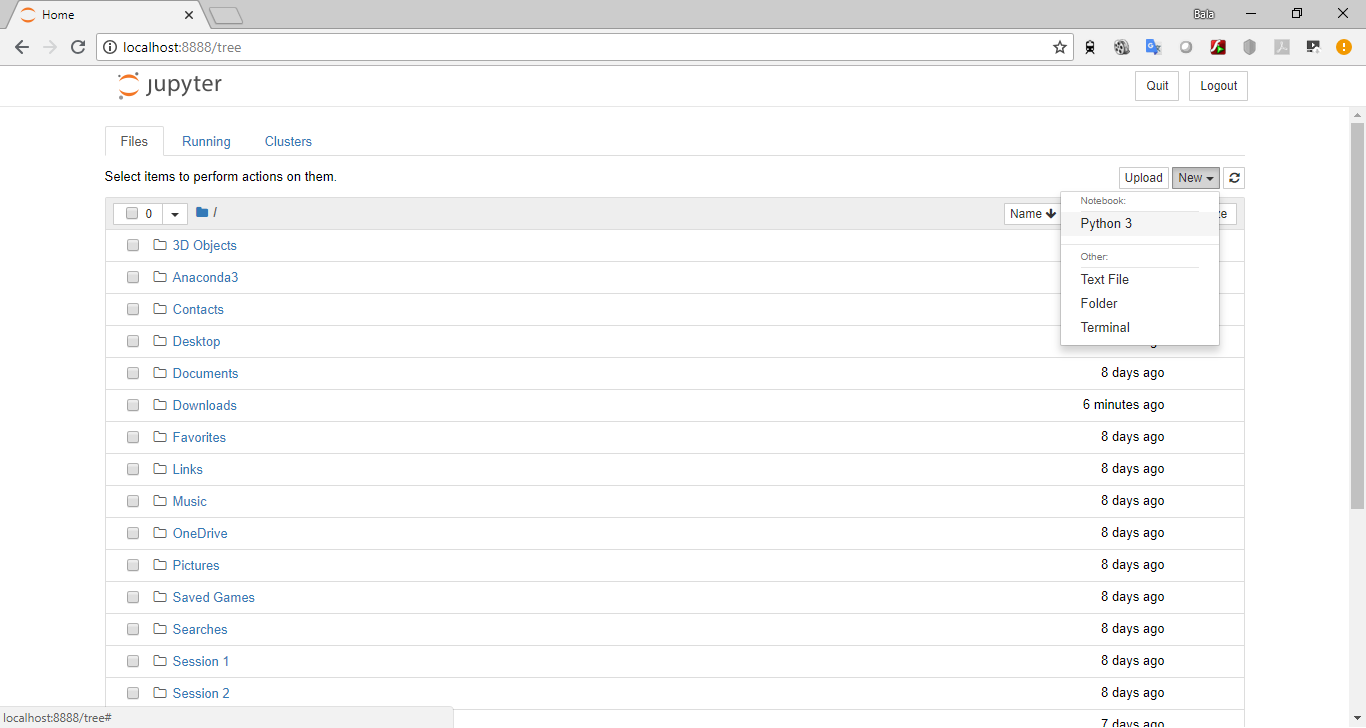 Home
Bala
localhost:8888/tree
jupyter
Quit
Logout
Files
Running
Clusters
Select items to perform actions on them.
Upload
New
0
/
Name
Notebook:
Python 3
Other:
Text File
Folder
Terminal
3D Objects
Anaconda3
Contacts
Desktop
Documents
8 days ago
Downloads
6 minutes ago
Favorites
8 days ago
Links
8 days ago
Music
8 days ago
OneDrive
8 days ago
Pictures
8 days ago
Saved Games
8 days ago
Searches
8 days ago
Session 1
8 days ago
Session 2
8 days ago
7 days ago
localhost:8888/tree#